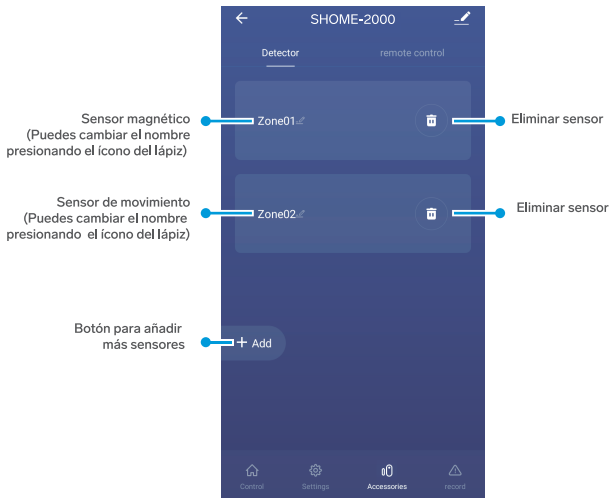 SHOME-2000
Detector
remote control
Sensor magnético
(Puedes cambiar el nombre
presionando el ícono del lápiz)
Zone01
Eliminar sensor
Sensor de movimiento
(Puedes cambiar el nombre
presionando el ícono del lápiz)
Zone02
Eliminar sensor
Botón para añadir
más sensores
+ Add
Control
Settings
Accessories
record